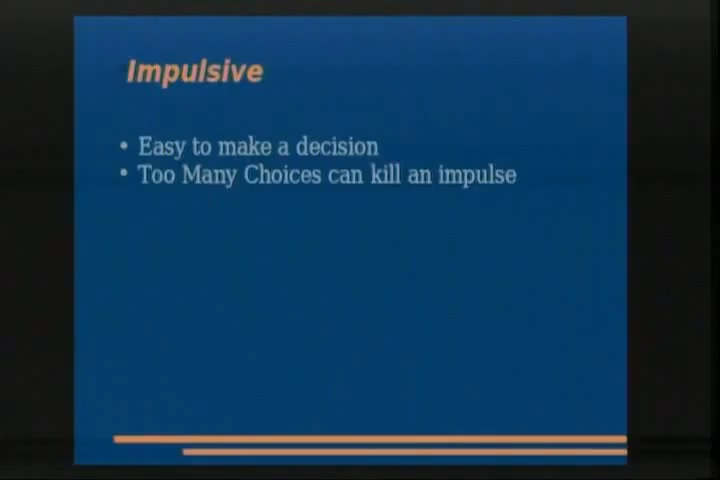 Impulsive
• Easy to make a decision
• Too Many Choices can kill an impulse